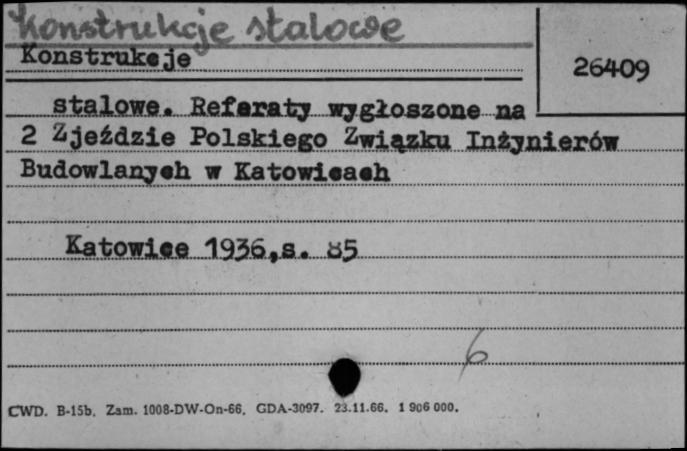 Konstrukcje stalowe
Konstrukcje
26409
stalowe. Referaty wygłoszone na
2 Zjeździe Polskiego Związku Inżynierów
Budowlanych w Katowicach
Katowice 1936,s. 85
6
CWD. B-15b. Zam. 1008-DW-On-66. GDA-3097. 23.11.66. 1 906 000.